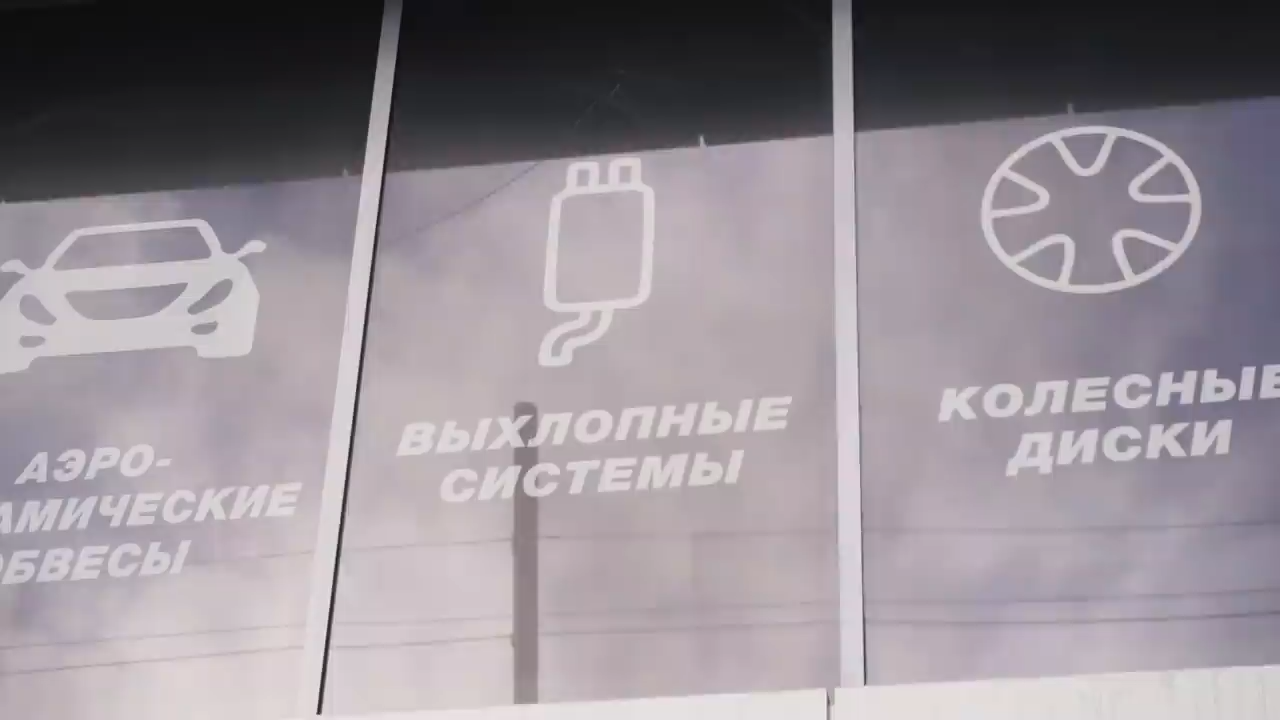 АЭРО-
АМИЧЕСКИЕ
ОБВЕСЫ
ВЫХЛОПНЫЕ
СИСТЕМЫ
КОЛЕСНЫЕ
ДИСКИ